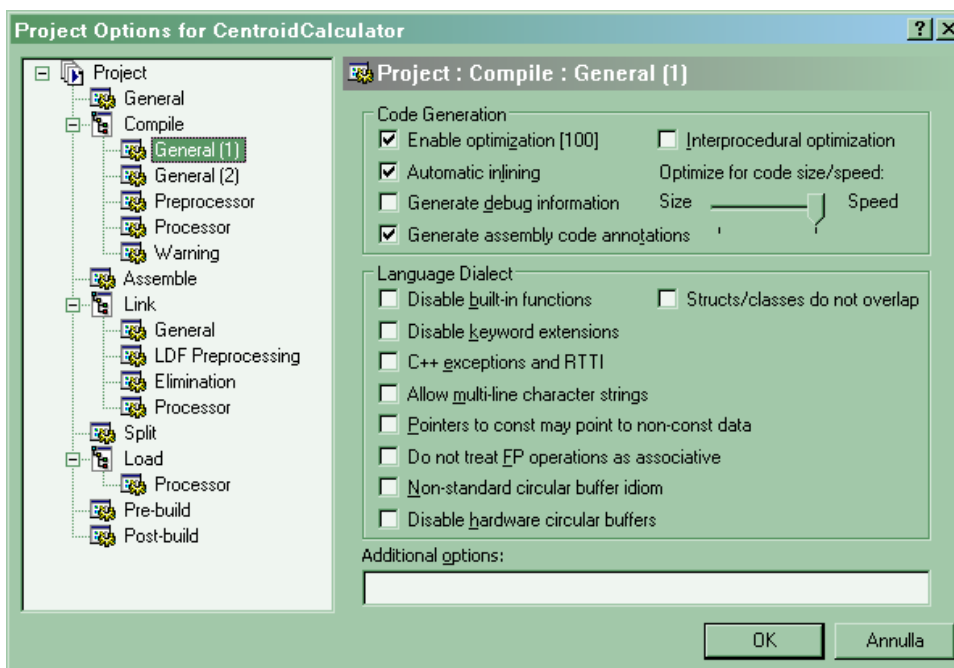 Project Options for CentroidCalculator
Project
General
Compile
General (1)
General (2)
Preprocessor
Processor
Warning
Assemble
Link
General
LDF Preprocessing
Elimination
Processor
Split
Load
Processor
Pre-build
Post-build
Project : Compile : General (1)
Code Generation
Enable optimization [100]
Interprocedural optimization
Automatic inlining
Optimize for code size/speed:
Generate debug information
Size
Speed
Generate assembly code annotations
Language Dialect
Disable built-in functions
Structs/classes do not overlap
Disable keyword extensions
C++ exceptions and RTTI
Allow multi-line character strings
Pointers to const may point to non-const data
Do not treat FP operations as associative
Non-standard circular buffer idiom
Disable hardware circular buffers
Additional options:
OK
Annulla